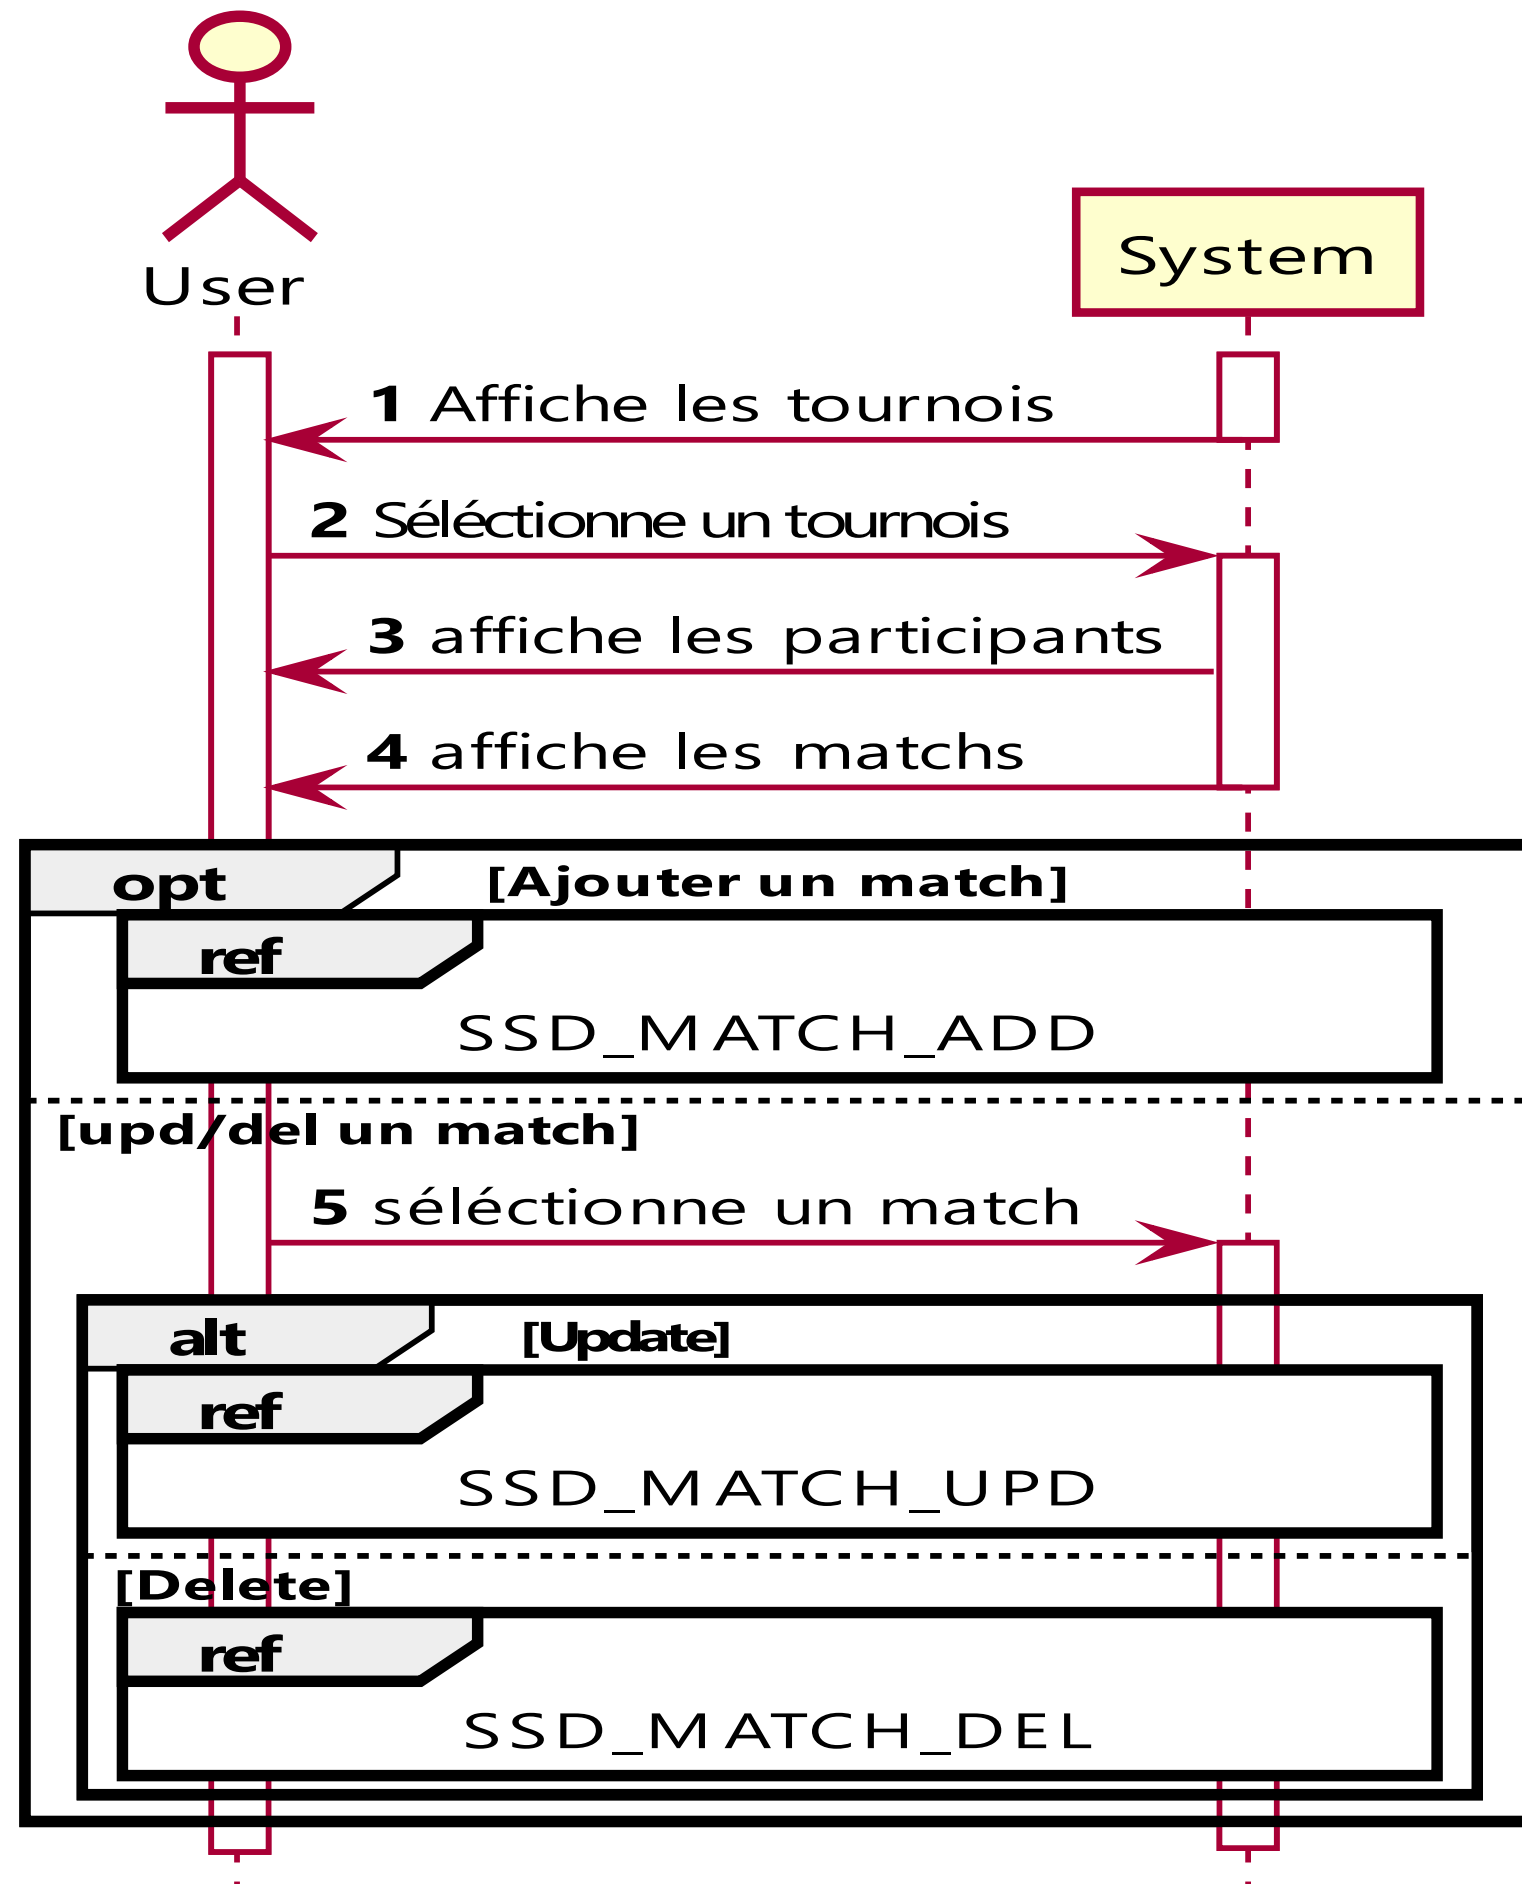 User
System
1 Affiche les tournois
2 Séléctionne un tournois
3 affiche les participants
4 affiche les matchs
opt [Ajouter un match]
ref
SSD_MATCH_ADD
[upd/del un match]
5 séléctionne un match
alt [Update]
ref
SSD_MATCH_UPD
[Delete]
ref
SSD_MATCH_DEL